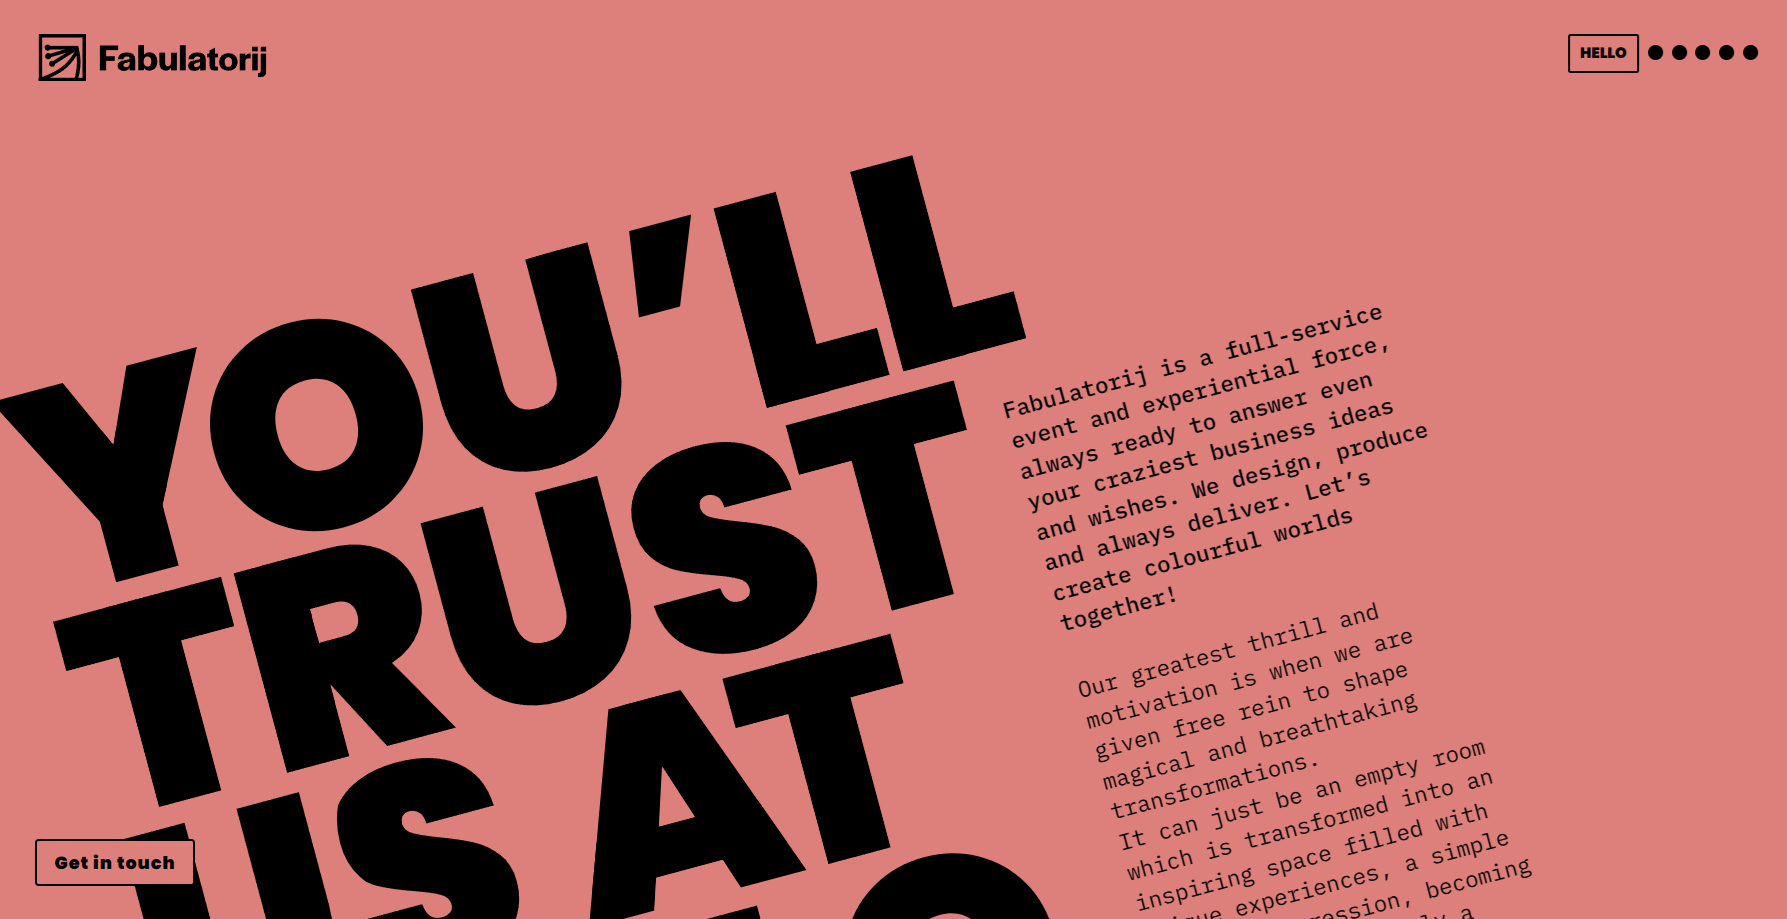 Fabulatorij
HELLO
YOU’LL
TRUST
US AT
Fabulatorij is a full-service
event and experiential force,
always ready to answer even
your craziest business ideas
and wishes. We design, produce
and always deliver. Let’s
create colourful worlds
together!
Our greatest thrill and
motivation is when we are
given free rein to shape
magical and breathtaking
transformations.
It can just be an empty room
which is transformed into an
inspiring space filled with
experiences, a simple
becoming
a
Get in touch